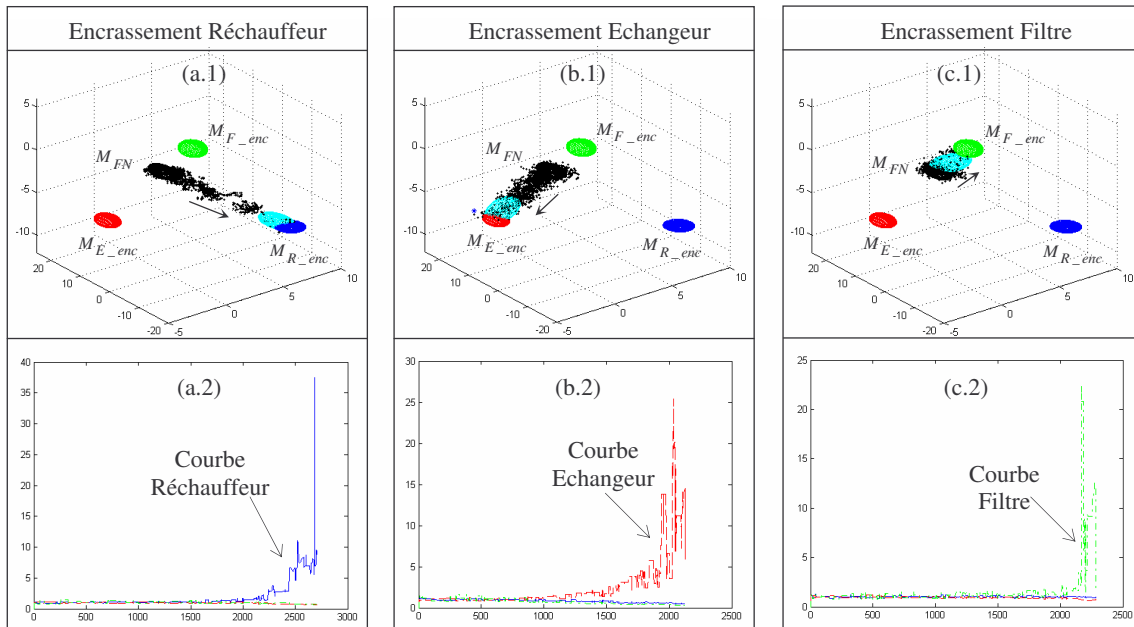 Encrassement Réchauffeur
(a.1)
5
0
-5
-10
M_F_enc
M_FN
M_E_enc
M_R_enc
20
10
0
-10
-20
-5
0
5
10
Encrassement Echangeur
(b.1)
5
0
-5
-10
M_F_enc
M_FN
M_E_enc
M_R_enc
20
10
0
-10
-20
-5
0
5
10
Encrassement Filtre
(c.1)
5
0
-5
-10
M_F_enc
M_FN
M_E_enc
M_R_enc
20
10
0
-10
-20
-5
0
5
10
(a.2)
40
35
30
25
20
15
10
5
0
Courbe
Réchauffeur
0 500 1000 1500 2000 2500 3000
(b.2)
30
25
20
15
10
5
0
Courbe
Echangeur
0 500 1000 1500 2000 2500
(c.2)
25
20
15
10
5
0
Courbe
Filtre
0 500 1000 1500 2000 2500